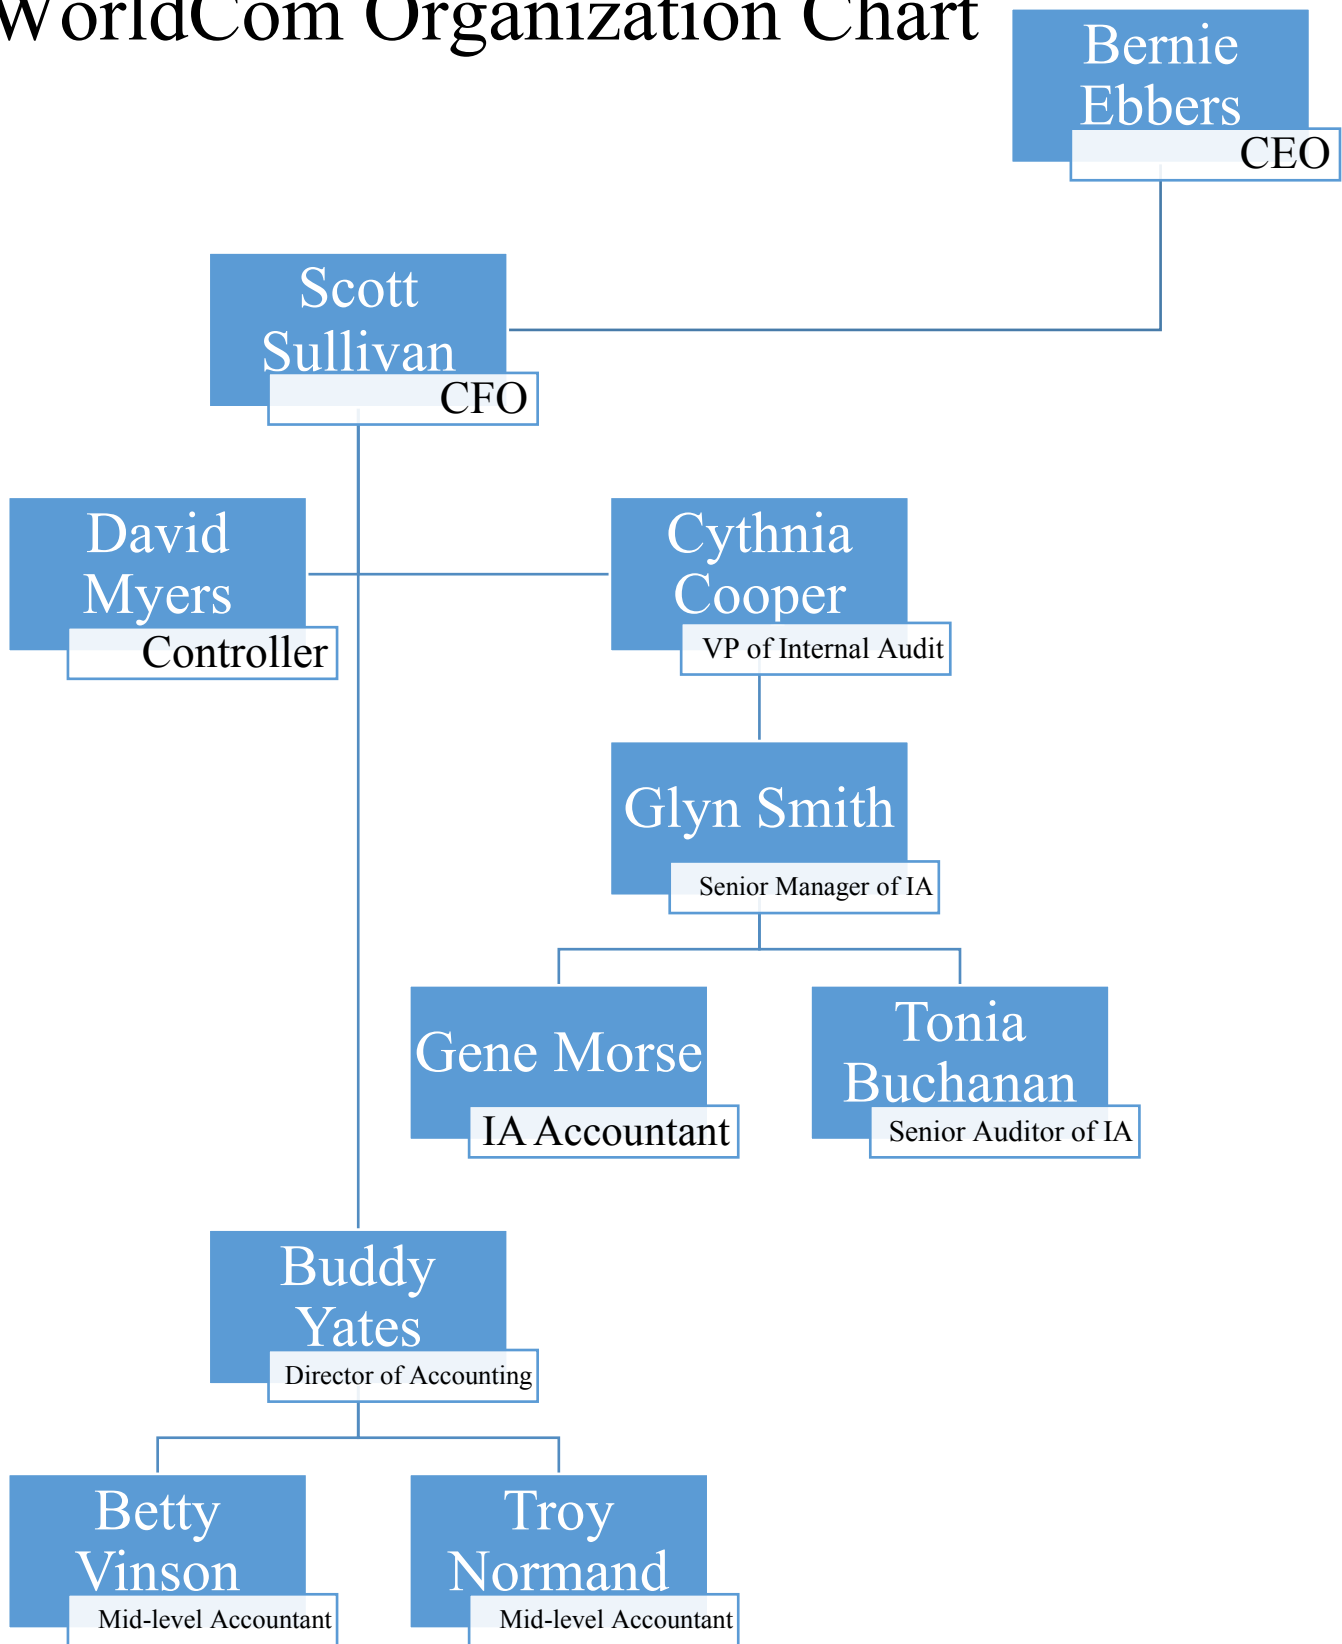 WorldCom Organization Chart
Bernie
Ebbers
CEO
Scott
Sullivan
CFO
David
Myers
Controller
Cythnia
Cooper
VP of Internal Audit
Glyn Smith
Senior Manager of IA
Gene Morse
IA Accountant
Tonia
Buchanan
Senior Auditor of IA
Buddy
Yates
Director of Accounting
Betty
Vinson
Mid-level Accountant
Troy
Normand
Mid-level Accountant